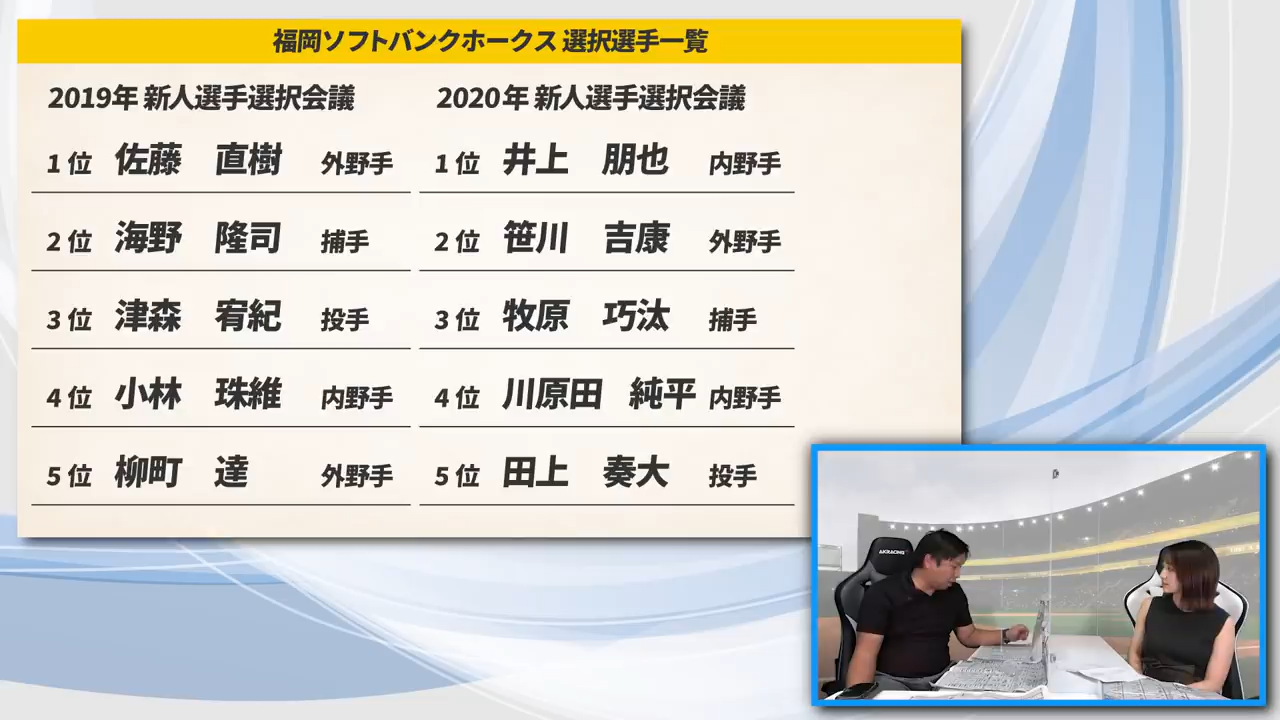 福岡ソフトバンクホークス 選択選手一覧
2019年 新人選手選択会議
1位 佐藤 直樹 外野手
2位 海野 隆司 捕手
3位 津森 宥紀 投手
4位 小林 珠維 内野手
5位 柳町 達 外野手
2020年 新人選手選択会議
1位 井上 朋也 内野手
2位 笹川 吉康 外野手
3位 牧原 巧汰 捕手
4位 川原田 純平 内野手
5位 田上 奏大 投手
AKRACING